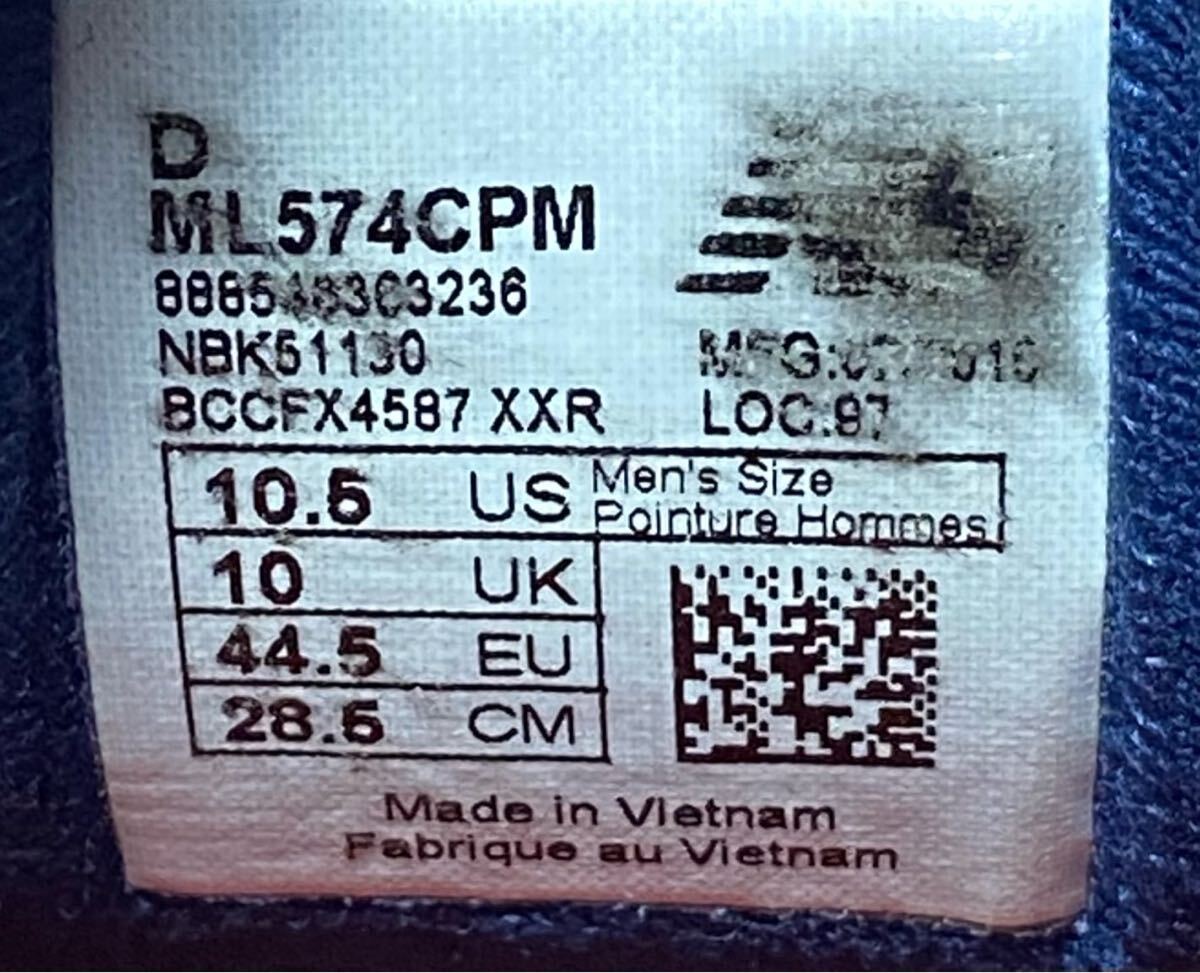 D
ML574CPM
NBK51130
BCCFX4587 XXR
LOC:97
10.5 US Men's Size
Pointure Hommes
10 UK
44.5 EU
28.5 CM
Made in Vietnam
Fabriqué au Vietnam